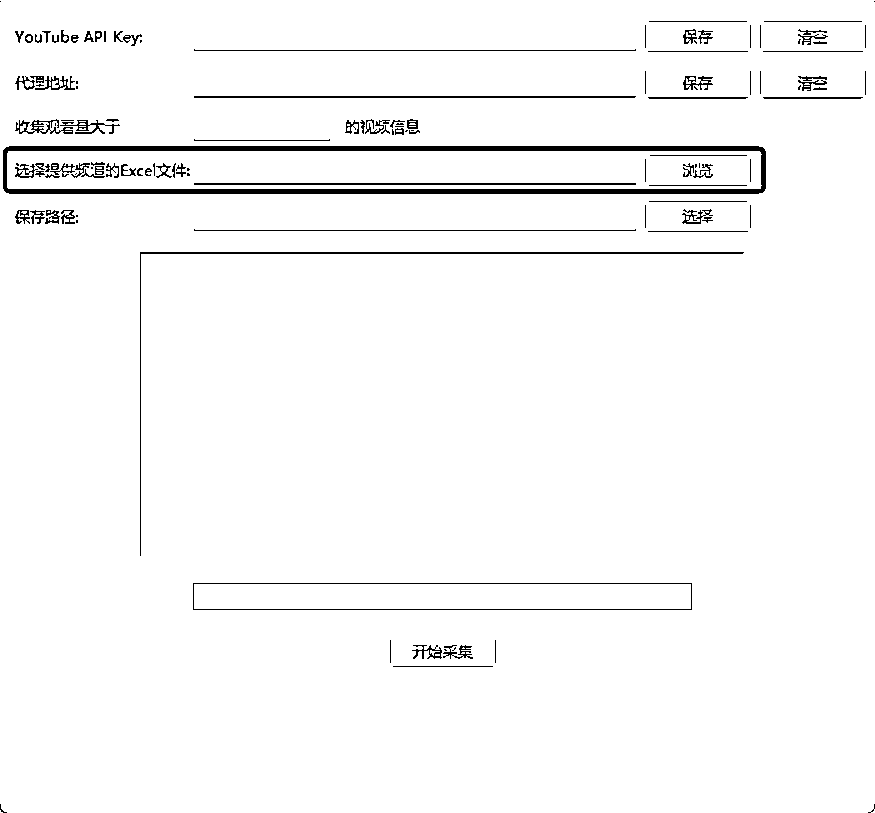 YouTube API Key: 保存 清空
代理地址: 保存 清空
收集观看量大于 的视频信息
选择提供频道的Excel文件: 浏览
保存路径: 选择
开始采集